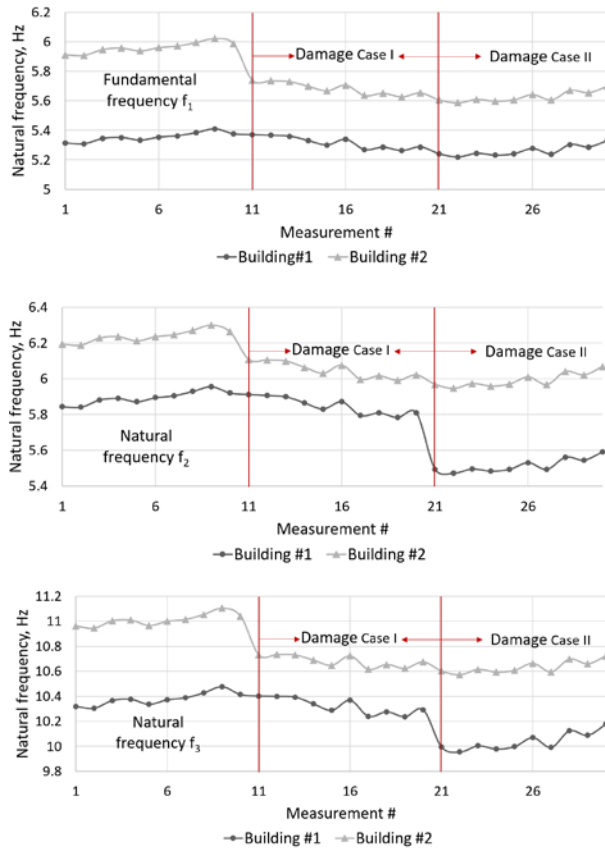 Natural frequency, Hz
6.2
6
5.8
5.6
5.4
5.2
5
Damage Case I
Damage Case II
Fundamental
frequency f₁
1
6
11
16
21
26
Measurement #
Building#1
Building #2
Natural frequency, Hz
6.4
6.2
6
5.8
5.6
5.4
Damage Case I
Damage Case II
Natural
frequency f₂
1
6
11
16
21
26
Measurement #
Building #1
Building #2
Natural frequency, Hz
11.2
11
10.8
10.6
10.4
10.2
10
9.8
Damage Case I
Damage Case II
Natural
frequency f₃
1
6
11
16
21
26
Measurement #
Building #1
Building #2